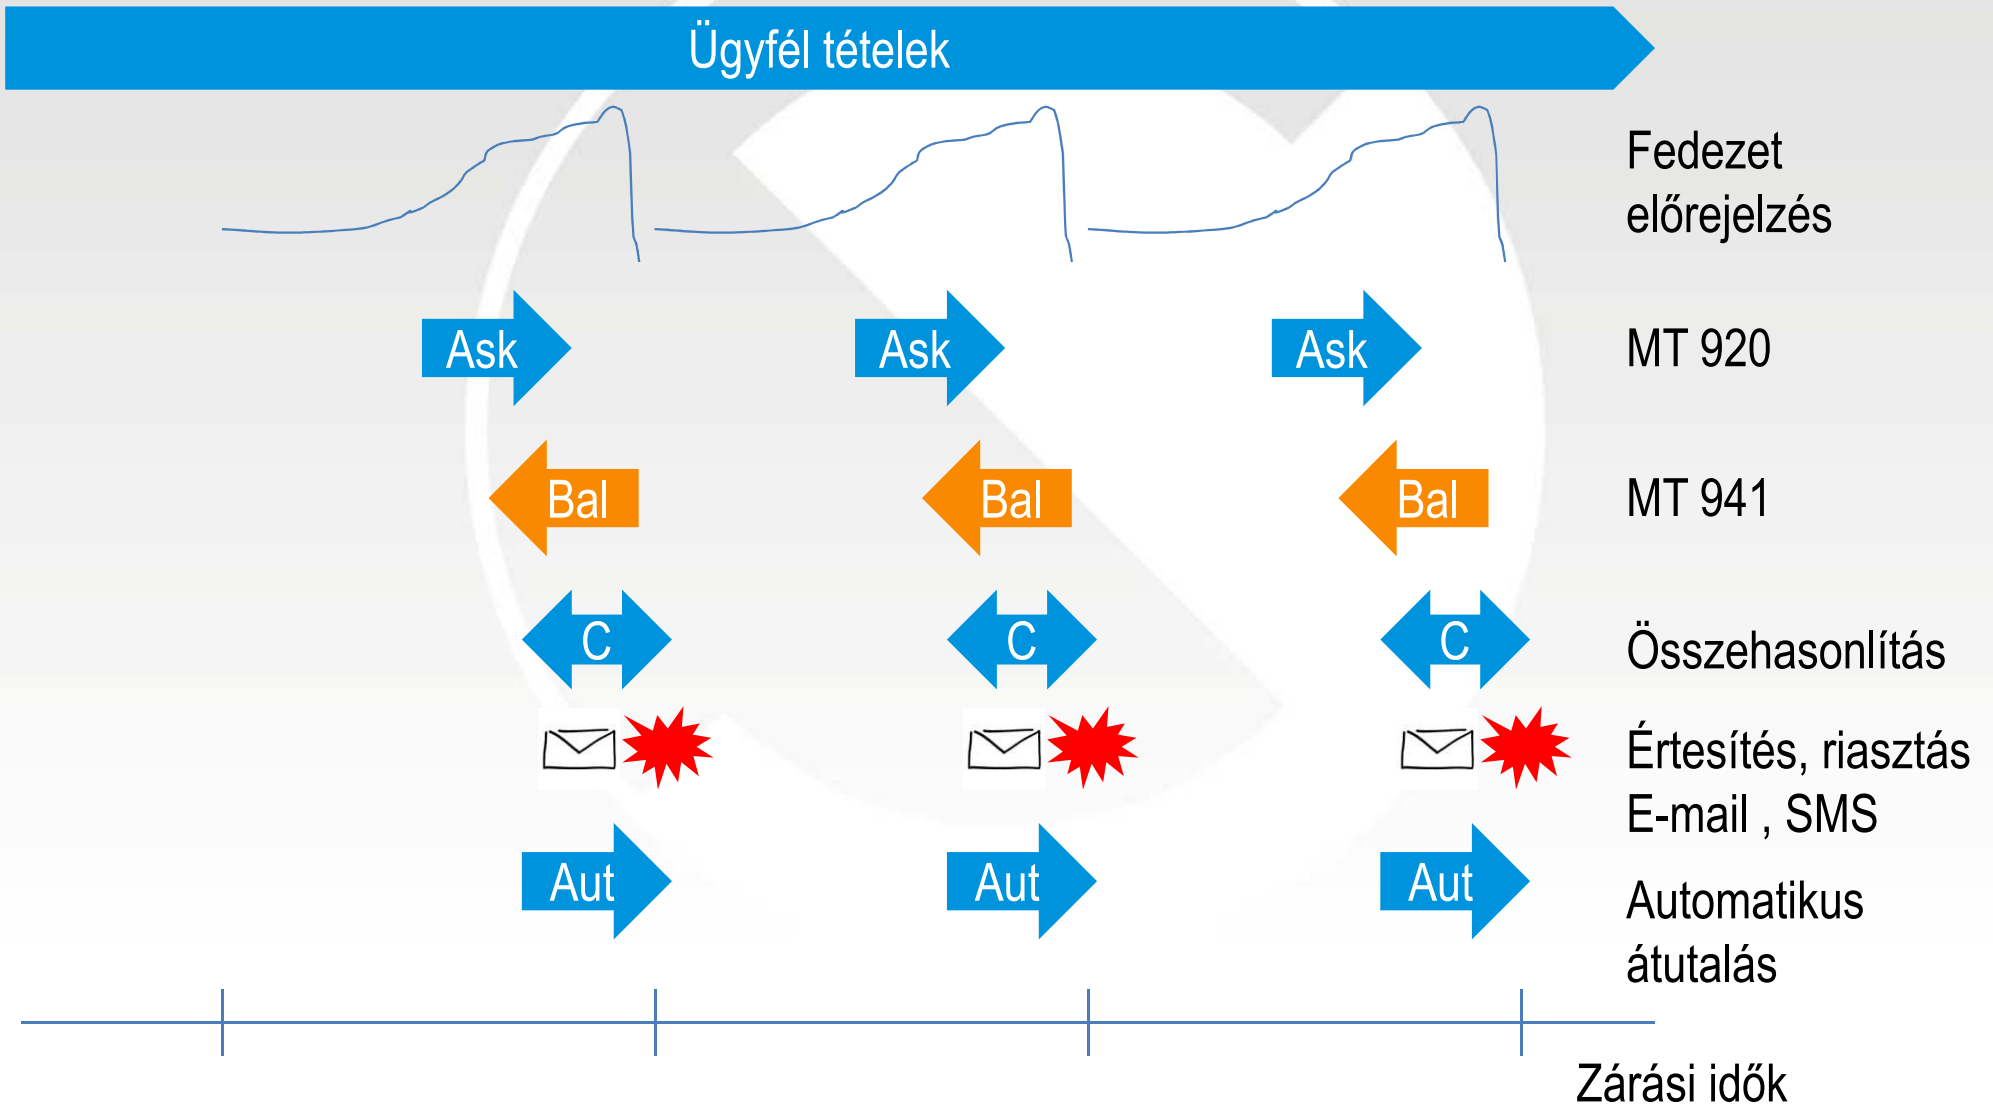 Ügyfél tételek
Fedezet
előrejelzés
Ask
Ask
Ask
MT 920
Bal
Bal
Bal
MT 941
C
C
C
Összehasonlítás
Értesítés, riasztás
E-mail , SMS
Aut
Aut
Aut
Automatikus
átutalás
Zárási idők